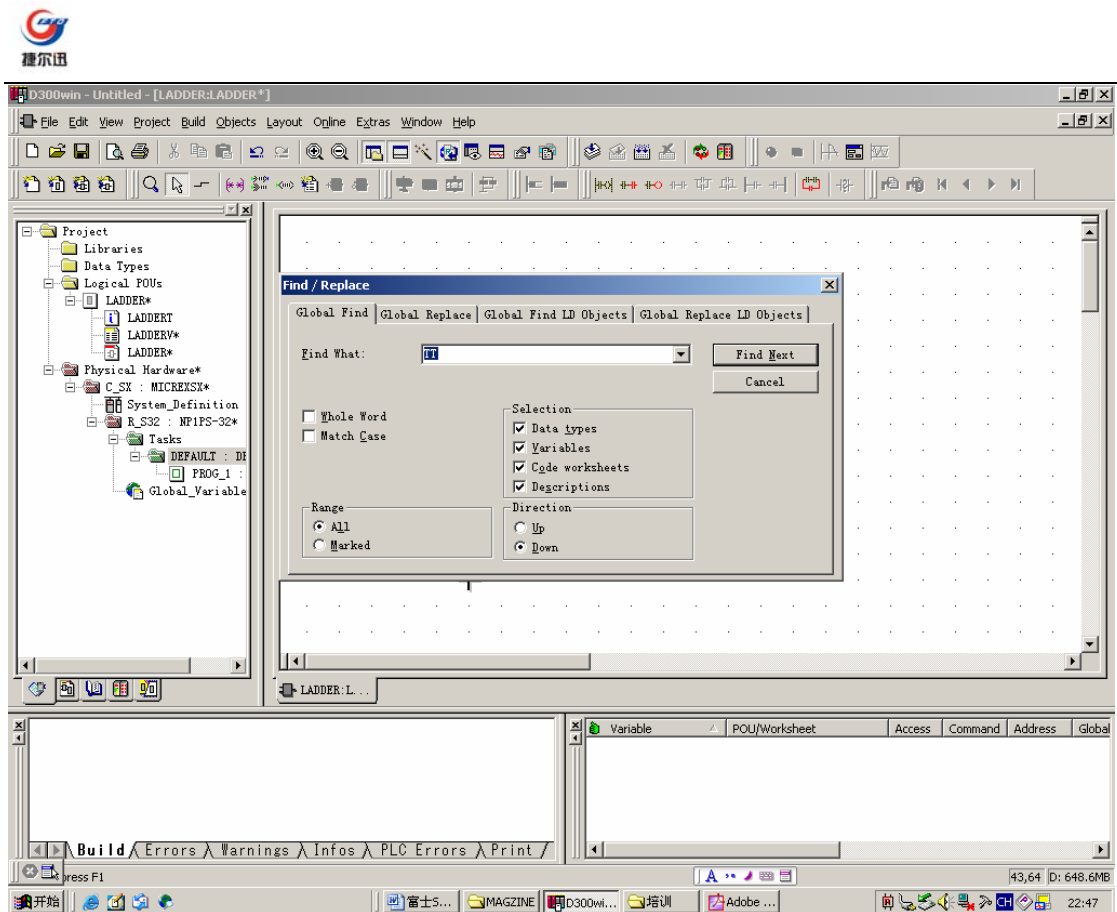 捷尔迅
D300win - Untitled - [LADDER:LADDER*]
File Edit View Project Build Objects Layout Online Extras Window Help
Project
Libraries
Data Types
Logical POUs
LADDER*
LADDERT
LADDERV*
LADDER*
Physical Hardware*
C_SX : MICREXSX*
System_Definition
R_S32 : NP1PS-32*
Tasks
DEFAULT : DE
PROG_1 :
Global_Variable
Find / Replace
Global Find Global Replace Global Find LD Objects Global Replace LD Objects
Find What: TT Find Next
Cancel
Whole Word
Match Case
Selection
Data types
Variables
Code worksheets
Descriptions
Range
All
Marked
Direction
Up
Down
LADDER:L...
Variable POU/Worksheet Access Command Address Global
Build Errors Warnings Infos PLC Errors Print
press F1
A
43,64 D: 648.6MB
开始 富士5... MAGZINE D300wi... 培训 Adobe ... CH 22:47